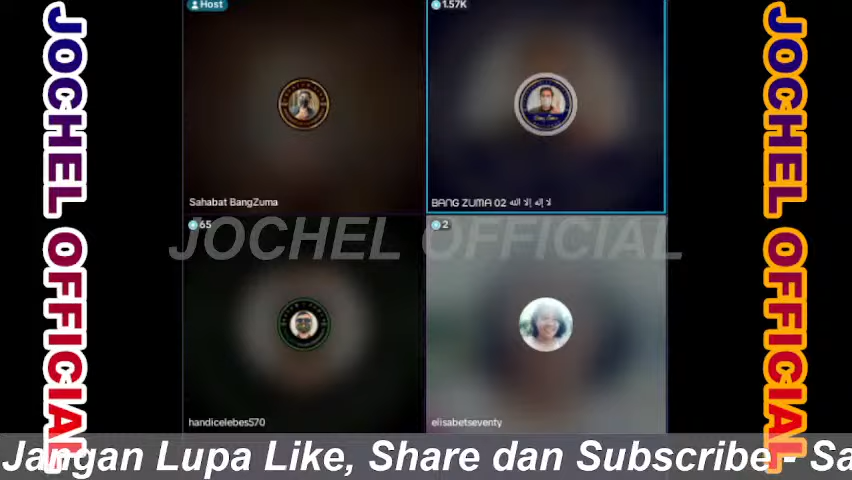 JOCHEL OFFICIAL
Host
1.57K
JOCHEL OFFICIAL
Sahabat BangZuma
BANG ZUMA 02 لا إله إلا الله
JOCHEL OFFICIAL
65
2
handicelebes570
elisabetseventy
Jangan Lupa Like, Share dan Subscribe - Sa